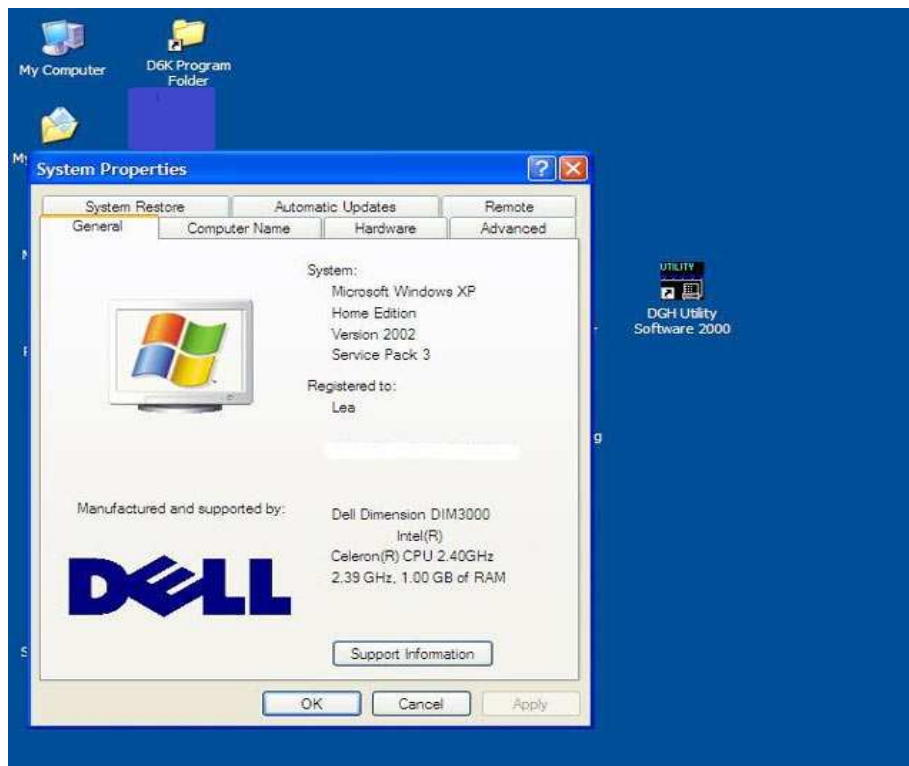 My Computer
D6K Program
Folder
My
System Properties
System Restore
Automatic Updates
Remote
General
Computer Name
Hardware
Advanced
System:
Microsoft Windows XP
Home Edition
Version 2002
Service Pack 3
Registered to:
Lea
Manufactured and supported by:
DELL
Dell Dimension DIM3000
Intel(R)
Celeron(R) CPU 2.40GHz
2.39 GHz, 1.00 GB of RAM
Support Information
OK
Cancel
Apply
UTILITY
DGH Utility
Software 2000
g